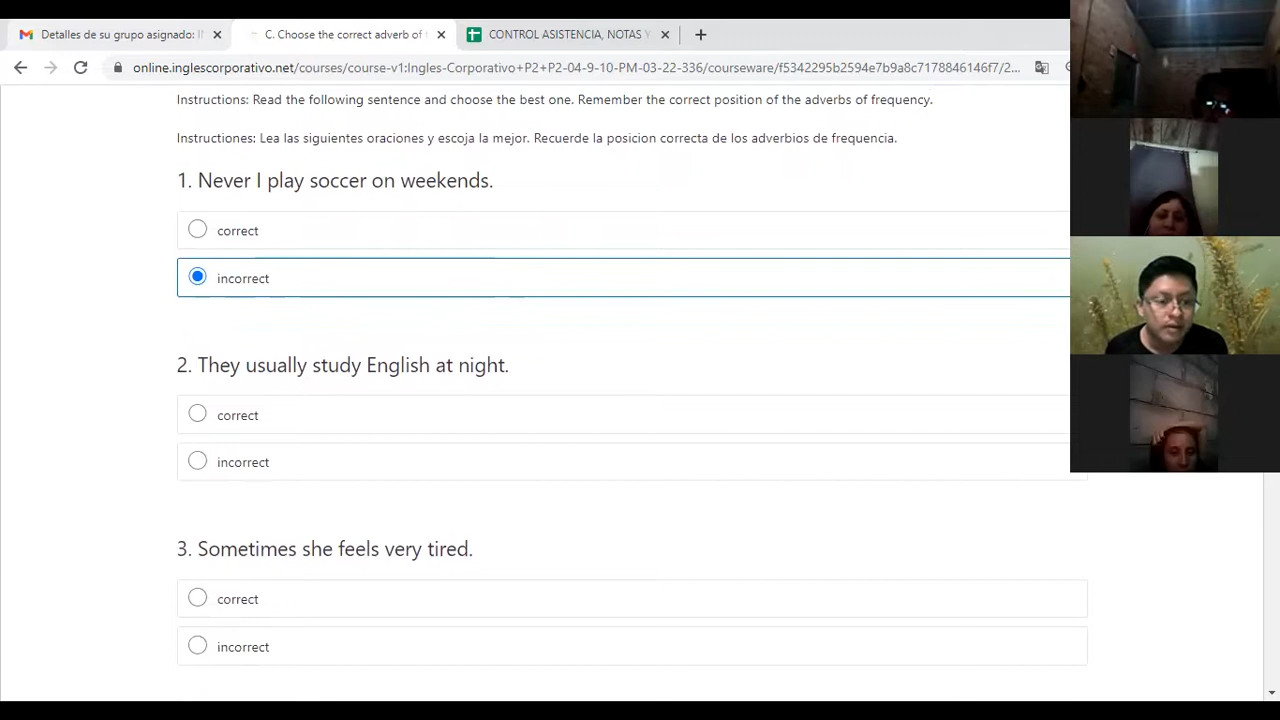 Detalles de su grupo asignado: I
C. Choose the correct adverb of
CONTROL ASISTENCIA, NOTAS Y
online.inglescorporativo.net/courses/course-v1:Ingles-Corporativo+P2+P2-04-9-10-PM-03-22-336/courseware/f5342295b2594e7b9a8c7178846146f7/2...
Instructions: Read the following sentence and choose the best one. Remember the correct position of the adverbs of frequency.
Instructiones: Lea las siguientes oraciones y escoja la mejor. Recuerde la posicion correcta de los adverbios de frequencia.
1. Never I play soccer on weekends.
correct
incorrect
2. They usually study English at night.
correct
incorrect
3. Sometimes she feels very tired.
correct
incorrect